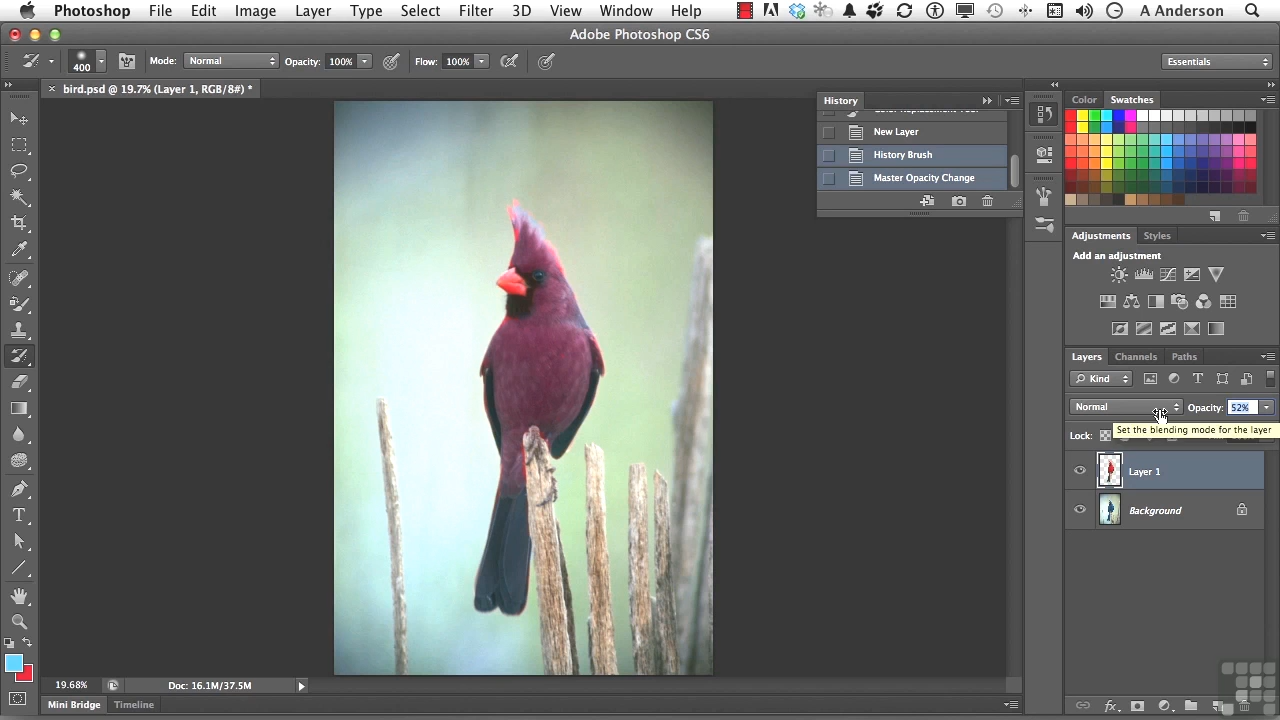 Photoshop File Edit Image Layer Type Select Filter 3D View Window Help A Anderson
Adobe Photoshop CS6
400 Mode: Normal Opacity: 100% Flow: 100% Essentials
× bird.psd @ 19.7% (Layer 1, RGB/8#) *
History
New Layer
History Brush
Master Opacity Change
Color Swatches
Adjustments Styles
Add an adjustment
Layers Channels Paths
Kind
Normal Opacity: 52%
Set the blending mode for the layer
Lock:
Layer 1
Background
19.68% Doc: 16.1M/37.5M
Mini Bridge Timeline
fx